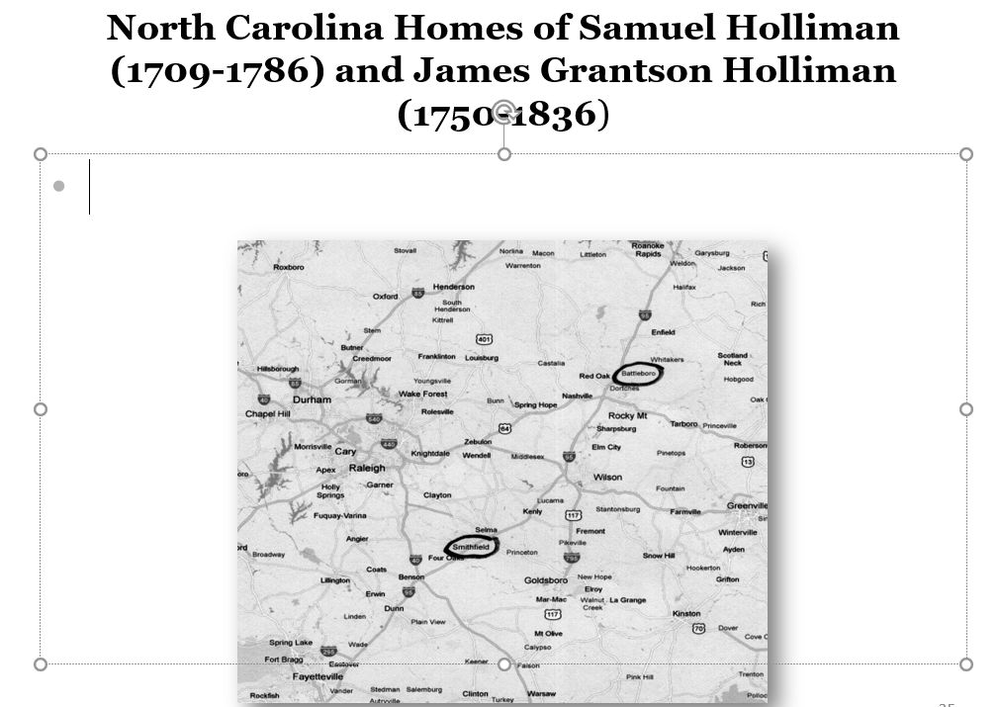 North Carolina Homes of Samuel Holliman
(1709-1786) and James Grantson Holliman
(1750-1836)
Roanoke
Rapids
Stovall
Norlina Macon
Littleton
Garysburg
Warrenton
Weldon
Jackson
Roxboro
Henderson
Halifax
Oxford
85
South
Henderson
Rich
Kittrell
95
Stem
401
Enfield
Butner
Creedmoor
Franklinton
Louisburg
Castalia
Whitakers
Scotland
Neck
Hillsborough
Red Oak
Battleboro
Hobgood
Gorman
Youngsville
Dortches
85
Wake Forest
Nashville
Oak
40
Durham
Bunn
Spring Hope
Chapel Hill
Rolesville
Rocky Mt
540
64
Sharpsburg
Tarboro
Princeville
Morrisville
Cary
440
Zebulon
Elm City
Roberson
Knightdale
Wendell
Middlesex
95
Pinetops
13
Apex
Raleigh
Wilson
oro
Holly
Springs
Garner
Clayton
Fountain
Lucama
Greenville
Fuquay-Varina
Kenly
117
Stantonsburg
Farmville
Sim
Selma
Fremont
Winterville
Angier
Smithfield
Pikeville
rd
Broadway
Princeton
Snow Hill
Ayden
40
Four Oaks
795
Coats
Benson
Goldsboro
New Hope
Hookerton
Lillington
Elroy
Grifton
Erwin
95
Mar-Mac
Walnut
Creek
La Grange
Dunn
117
Kinston
Linden
Plain View
70
Dover
Mt Olive
Cove C
Spring Lake
Wade
Calypso
295
Fort Bragg
Eastover
Keener
Faison
Fayetteville
Pink Hill
Trenton
Vander
Stedman
Salemburg
Clinton
Warsaw
Rockfish
Autryville
Turkey
Polloc